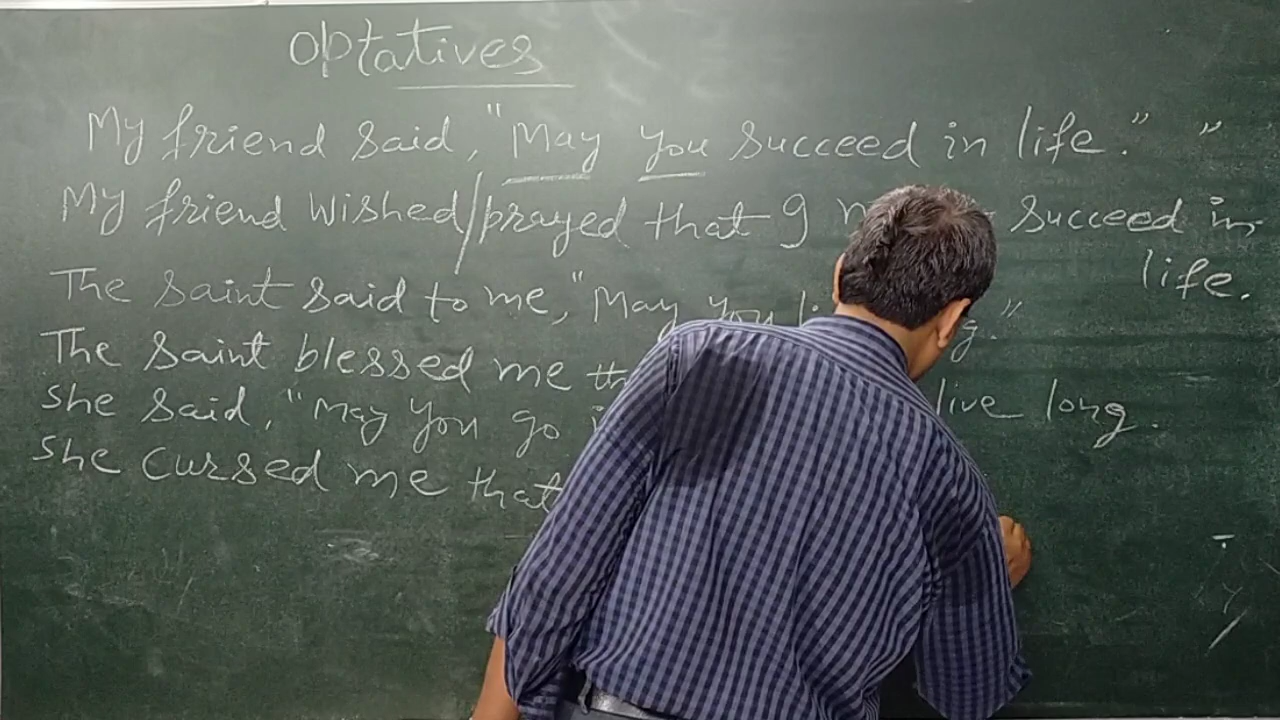 Optatives
My friend said, "May you succeed in life." "
My friend wished/prayed that I succeed in
life.
The saint said to me, "May you
The saint blessed me live long.
She said, "May you go
She cursed me that